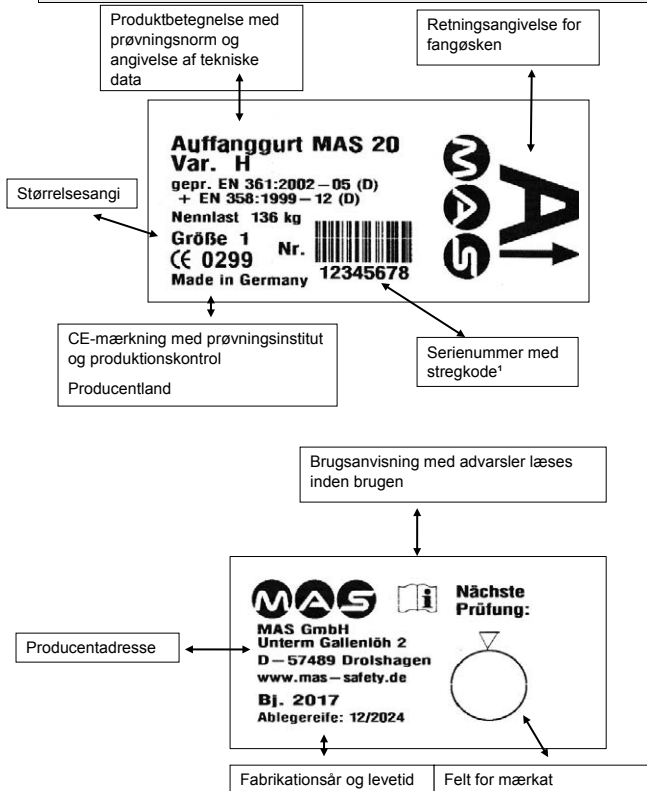 Produktbetegnelse med
prøvningsnorm og
angivelse af tekniske
data
Retningsangivelse for
fangøsken
Auffanggurt MAS 20
Var. H
gepr. EN 361:2002 – 05 (D)
+ EN 358:1999 – 12 (D)
Nennlast 136 kg
Größe 1
CE 0299
Made in Germany
Nr.
12345678
MAS
A
Størrelsesangi
CE-mærkning med prøvningsinstitut
og produktionskontrol
Producentland
Serienummer med
stregkode¹
Brugsanvisning med advarsler læses
inden brugen
MAS
i
Nächste
Prüfung:
MAS GmbH
Unterm Gallenlöh 2
D – 57489 Drolshagen
www.mas – safety.de
Bj. 2017
Ablegereife: 12/2024
Producentadresse
Fabrikationsår og levetid
Felt for mærkat